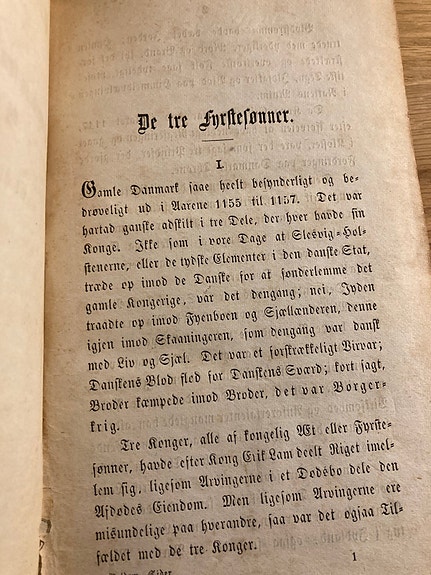 De tre Fyrstesønner.
I.
Gamle Danmark saae heelt besynderligt og be-
drøveligt ud i Aarene 1155 til 1157. Det var
hartad ganske adskilt i tre Dele, der hver havde sin
Konge. Ikke som i vore Dage at Slesvig-Hol-
stenerne, eller de tydske Elementer i den danske Stat,
træde op imod de Danske for at sønderlemme det
gamle Kongerige, var det dengang; nei, Jyden
traadte op imod Fyenboen og Sjællænderen, denne
igjen imod Skaaningeren, som dengang var dansk
med Liv og Sjæl. Det var et forskrækkeligt Virvar;
Danskens Blod flød for Danskens Sværd; kort sagt,
Broder kæmpede imod Broder, det var Borger-
krig.
Tre Konger, alle af kongelig Æt eller Fyrste-
sønner, havde efter Kong Erik Lam deelt Riget imel-
lem sig, ligesom Arvingerne i et Dødsbo dele den
Afdødes Eiendom. Men ligesom Arvingerne ere
misundelige paa hverandre, saa var det ogsaa Til-
fældet med de tre Konger.
1